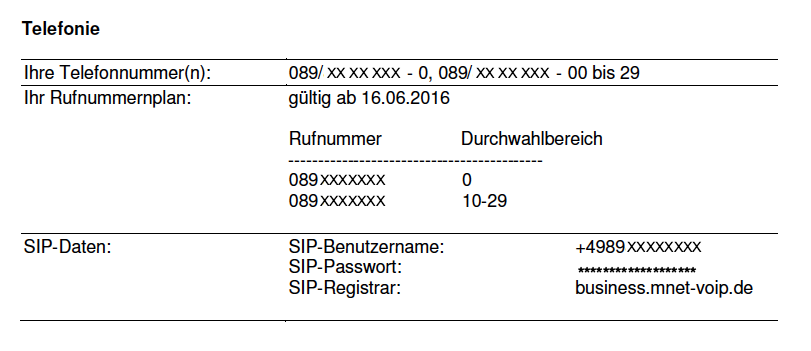 Telefonie
Ihre Telefonnummer(n): 089/ XX XX XXX - 0, 089/ XX XX XXX - 00 bis 29
Ihr Rufnummernplan: gültig ab 16.06.2016
Rufnummer Durchwahlbereich
-------------------------------------------
089XXXXXXX 0
089XXXXXXX 10-29
SIP-Daten: SIP-Benutzername: +4989XXXXXXXX
SIP-Passwort: *******************
SIP-Registrar: business.mnet-voip.de